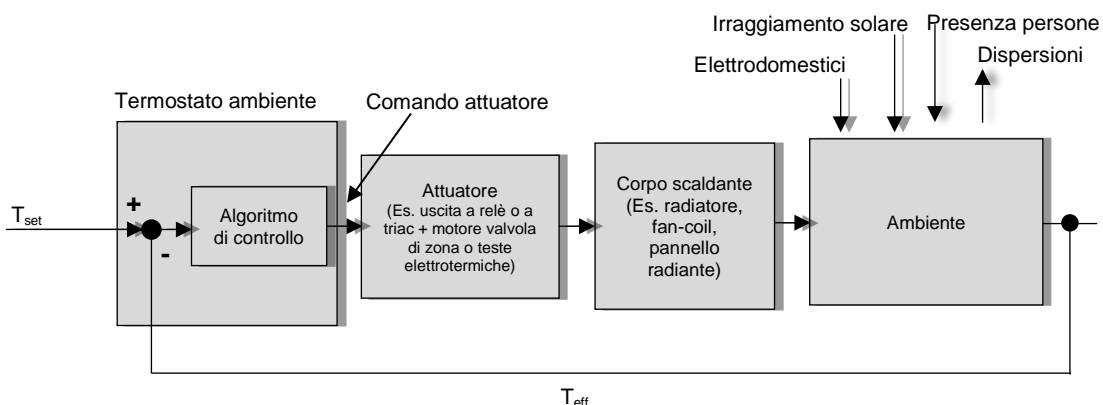 Irraggiamento solare
Presenza persone
Elettrodomestici
Dispersioni
Termostato ambiente
Comando attuatore
T_set
+
-
Algoritmo
di controllo
Attuatore
(Es. uscita a relè o a
triac + motore valvola
di zona o teste
elettrotermiche)
Corpo scaldante
(Es. radiatore,
fan-coil,
pannello
radiante)
Ambiente
T_eff